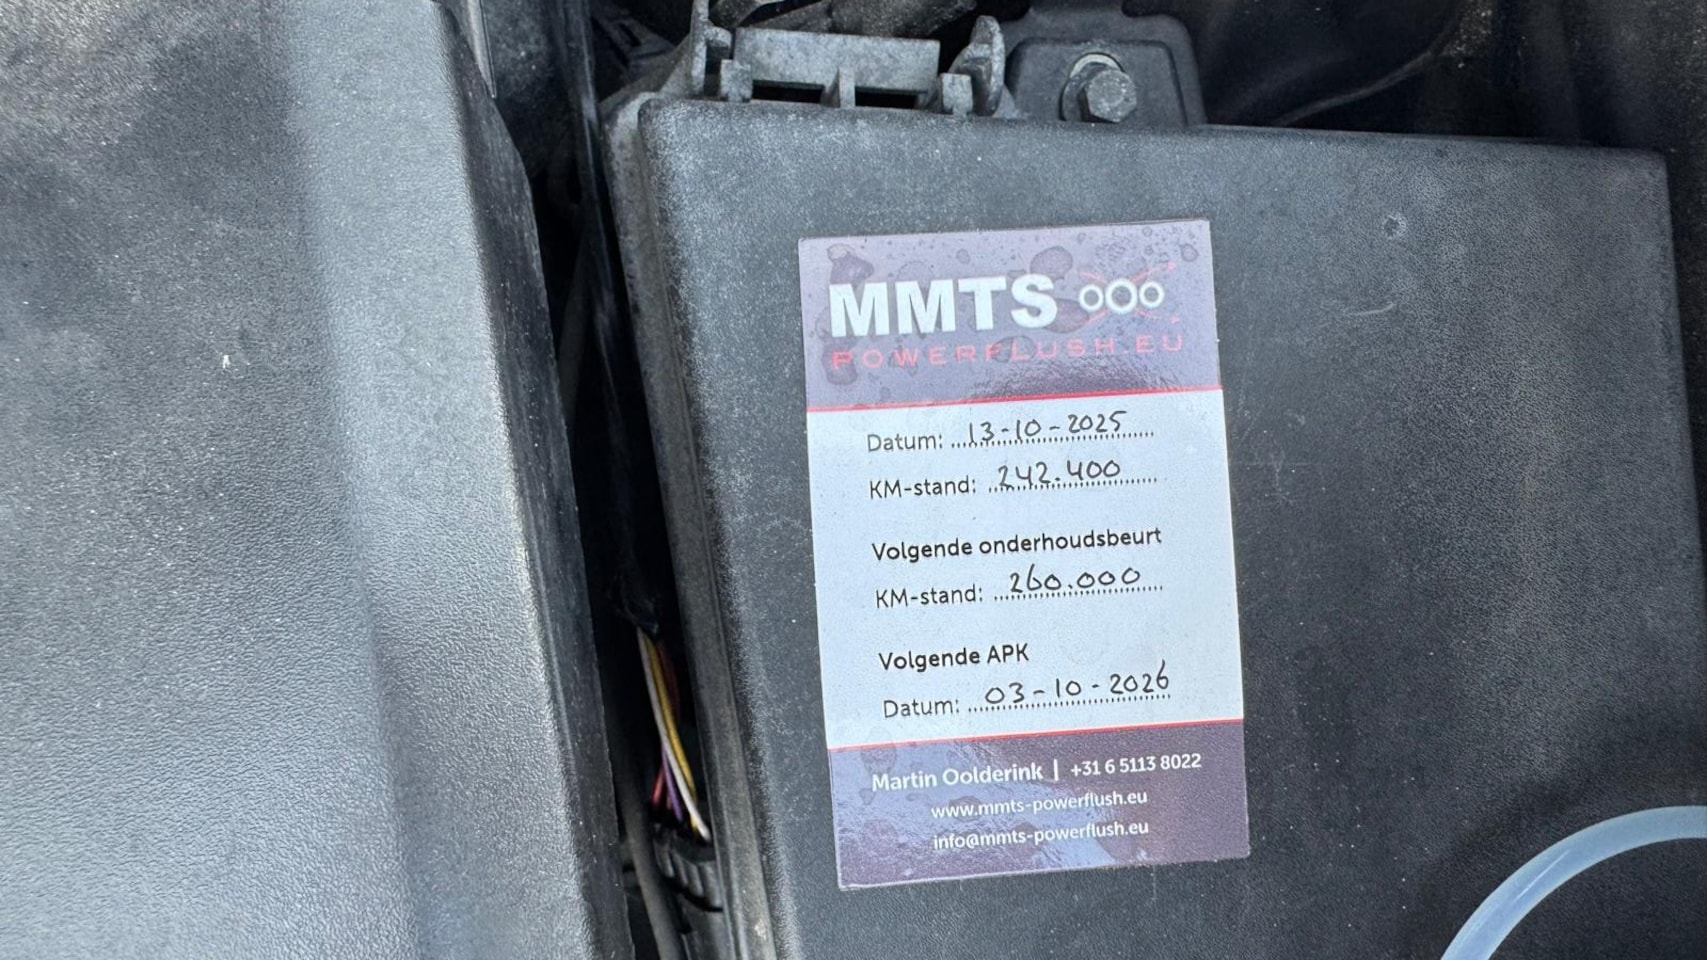 MMTS
POWERFLUSH.EU
Datum: 13-10-2025
KM-stand: 242.400
Volgende onderhoudsbeurt
KM-stand: 260.000
Volgende APK
Datum: 03-10-2026
Martin Oolderink | +31 6 5113 8022
www.mmts-powerflush.eu
info@mmts-powerflush.eu